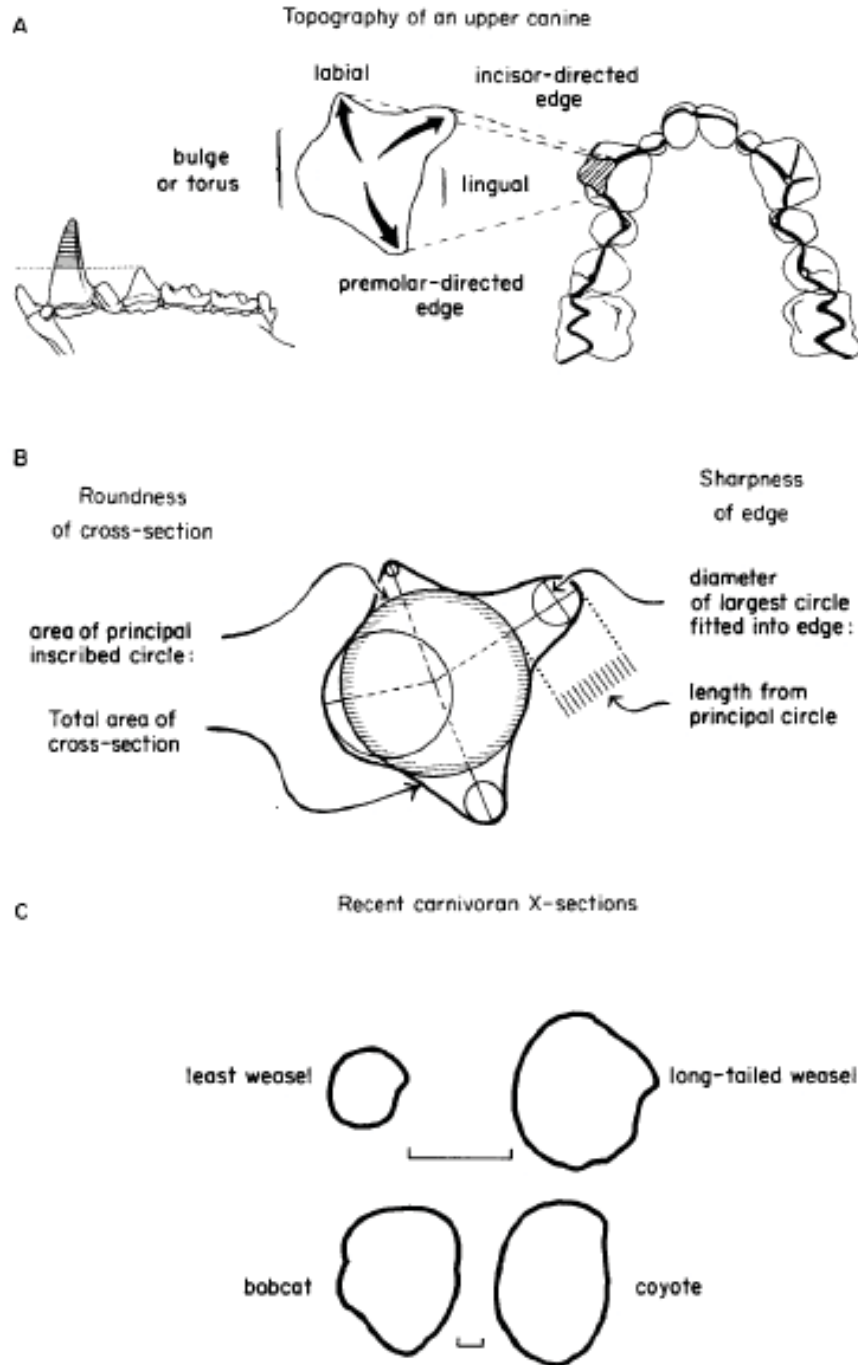 A
Topography of an upper canine
labial
incisor-directed
edge
bulge
or torus
lingual
premolar-directed
edge
B
Roundness
of cross-section
Sharpness
of edge
area of principal
inscribed circle:
diameter
of largest circle
fitted into edge:
Total area of
cross-section
length from
principal circle
C
Recent carnivoran X-sections
least weasel
long-tailed weasel
bobcat
coyote